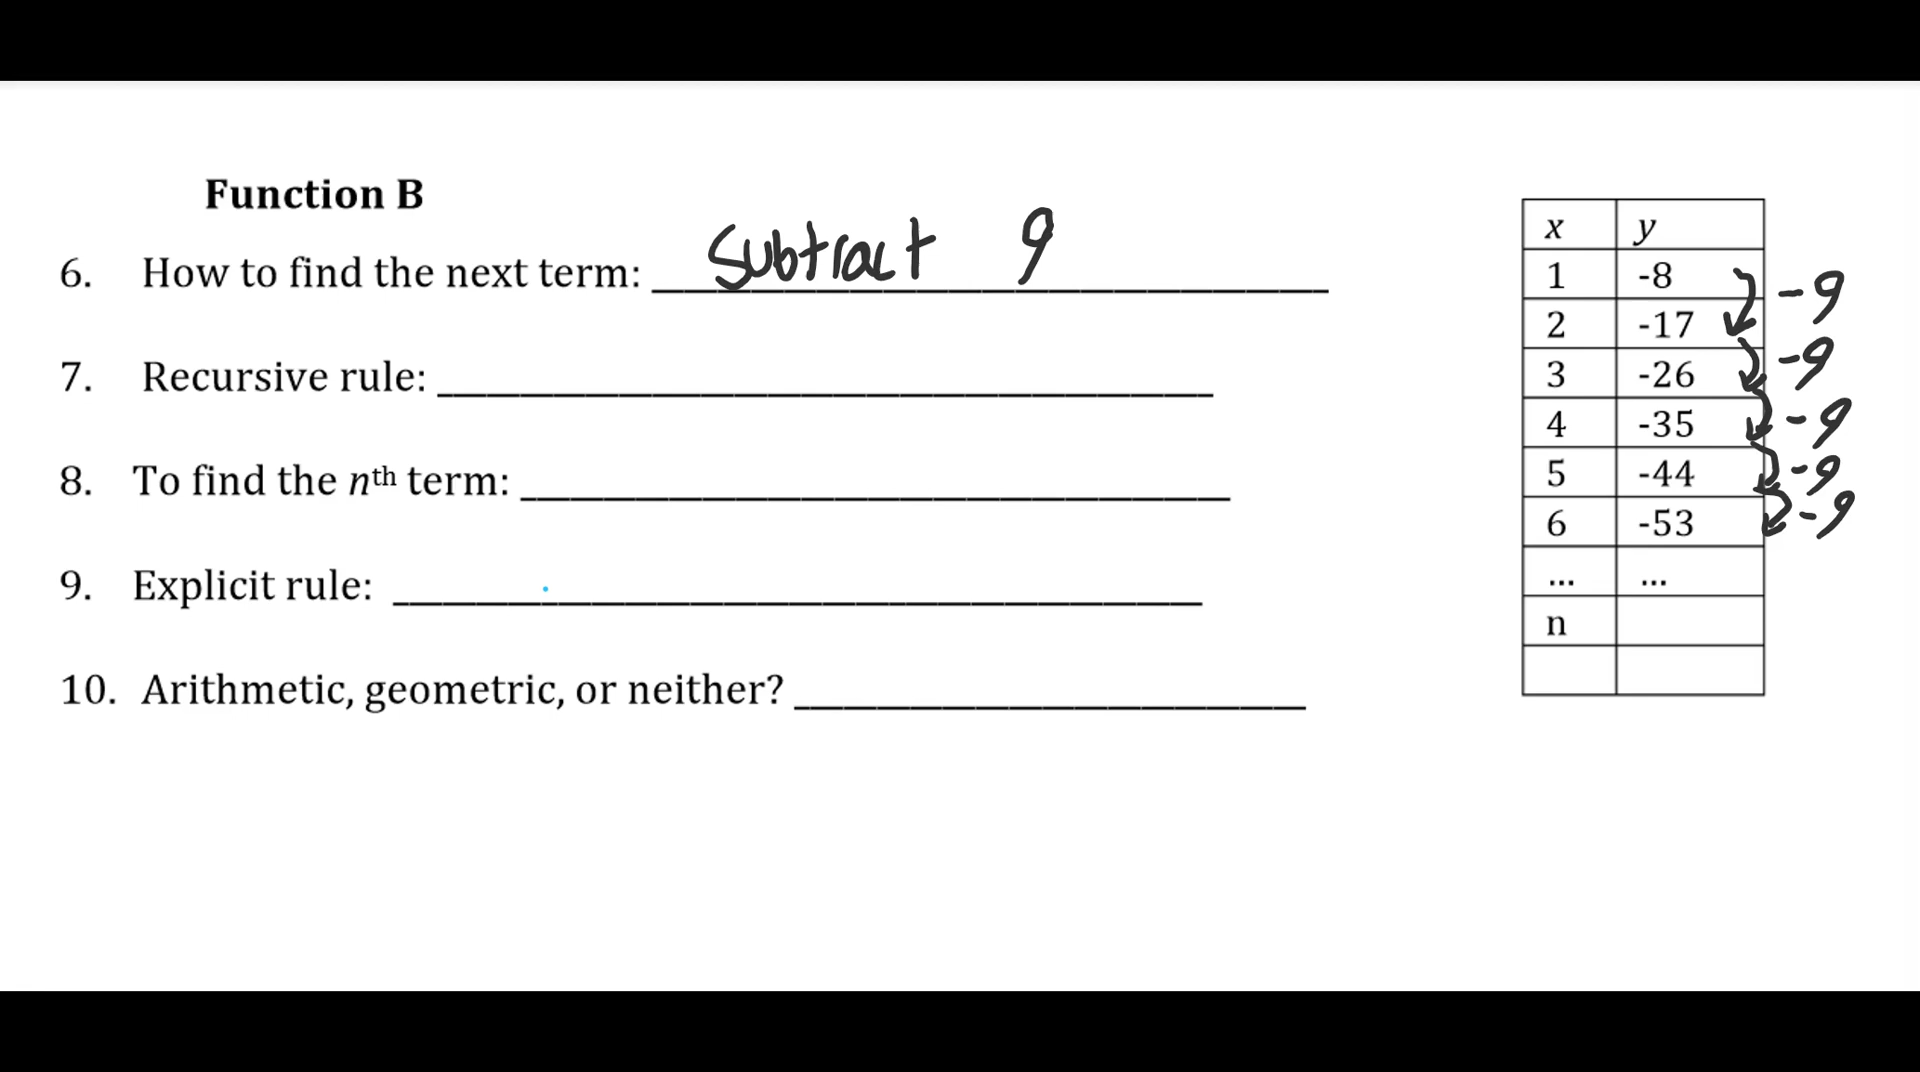 Function B
6. How to find the next term: Subtract 9
7. Recursive rule:
8. To find the nth term:
9. Explicit rule:
10. Arithmetic, geometric, or neither?
x y
1 -8
2 -17
3 -26
4 -35
5 -44
6 -53
... ...
n
-9
-9
-9
-9
-9